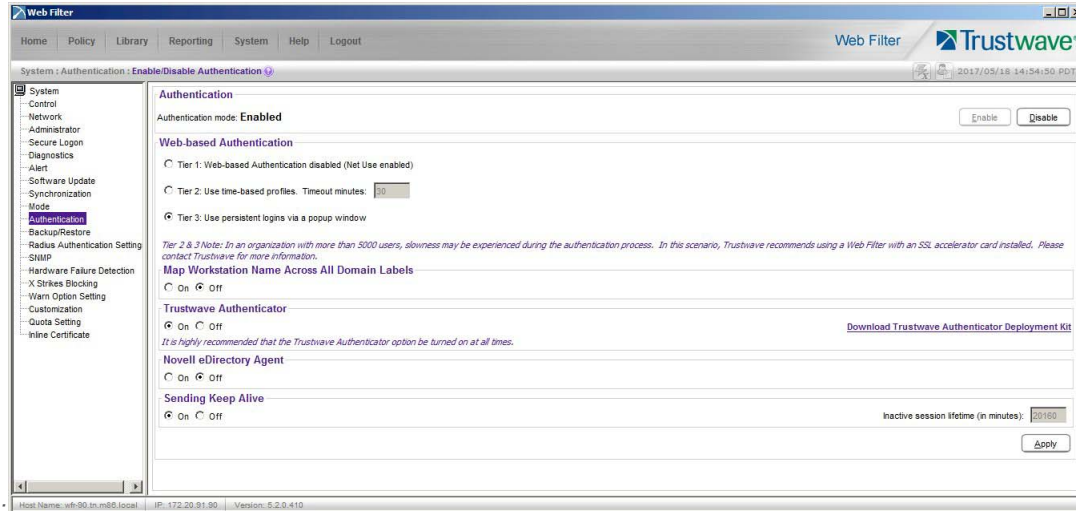 Web Filter
Home Policy Library Reporting System Help Logout
Web Filter Trustwave®
System : Authentication : Enable/Disable Authentication
2017/05/18 14:54:50 PDT
System
Control
Network
Administrator
Secure Logon
Diagnostics
Alert
Software Update
Synchronization
Mode
Authentication
Backup/Restore
Radius Authentication Setting
SNMP
Hardware Failure Detection
X Strikes Blocking
Warn Option Setting
Customization
Quota Setting
Inline Certificate
Authentication
Authentication mode: Enabled
Enable Disable
Web-based Authentication
Tier 1: Web-based Authentication disabled (Net Use enabled)
Tier 2: Use time-based profiles. Timeout minutes: 30
Tier 3: Use persistent logins via a popup window
Tier 2 & 3 Note: In an organization with more than 5000 users, slowness may be experienced during the authentication process. In this scenario, Trustwave recommends using a Web Filter with an SSL accelerator card installed. Please
contact Trustwave for more information.
Map Workstation Name Across All Domain Labels
On Off
Trustwave Authenticator
On Off
Download Trustwave Authenticator Deployment Kit
It is highly recommended that the Trustwave Authenticator option be turned on at all times.
Novell eDirectory Agent
On Off
Sending Keep Alive
On Off
Inactive session lifetime (in minutes): 20160
Apply
Host Name: wfr-90.tn.m86.local IP: 172.20.91.90 Version: 5.2.0.410